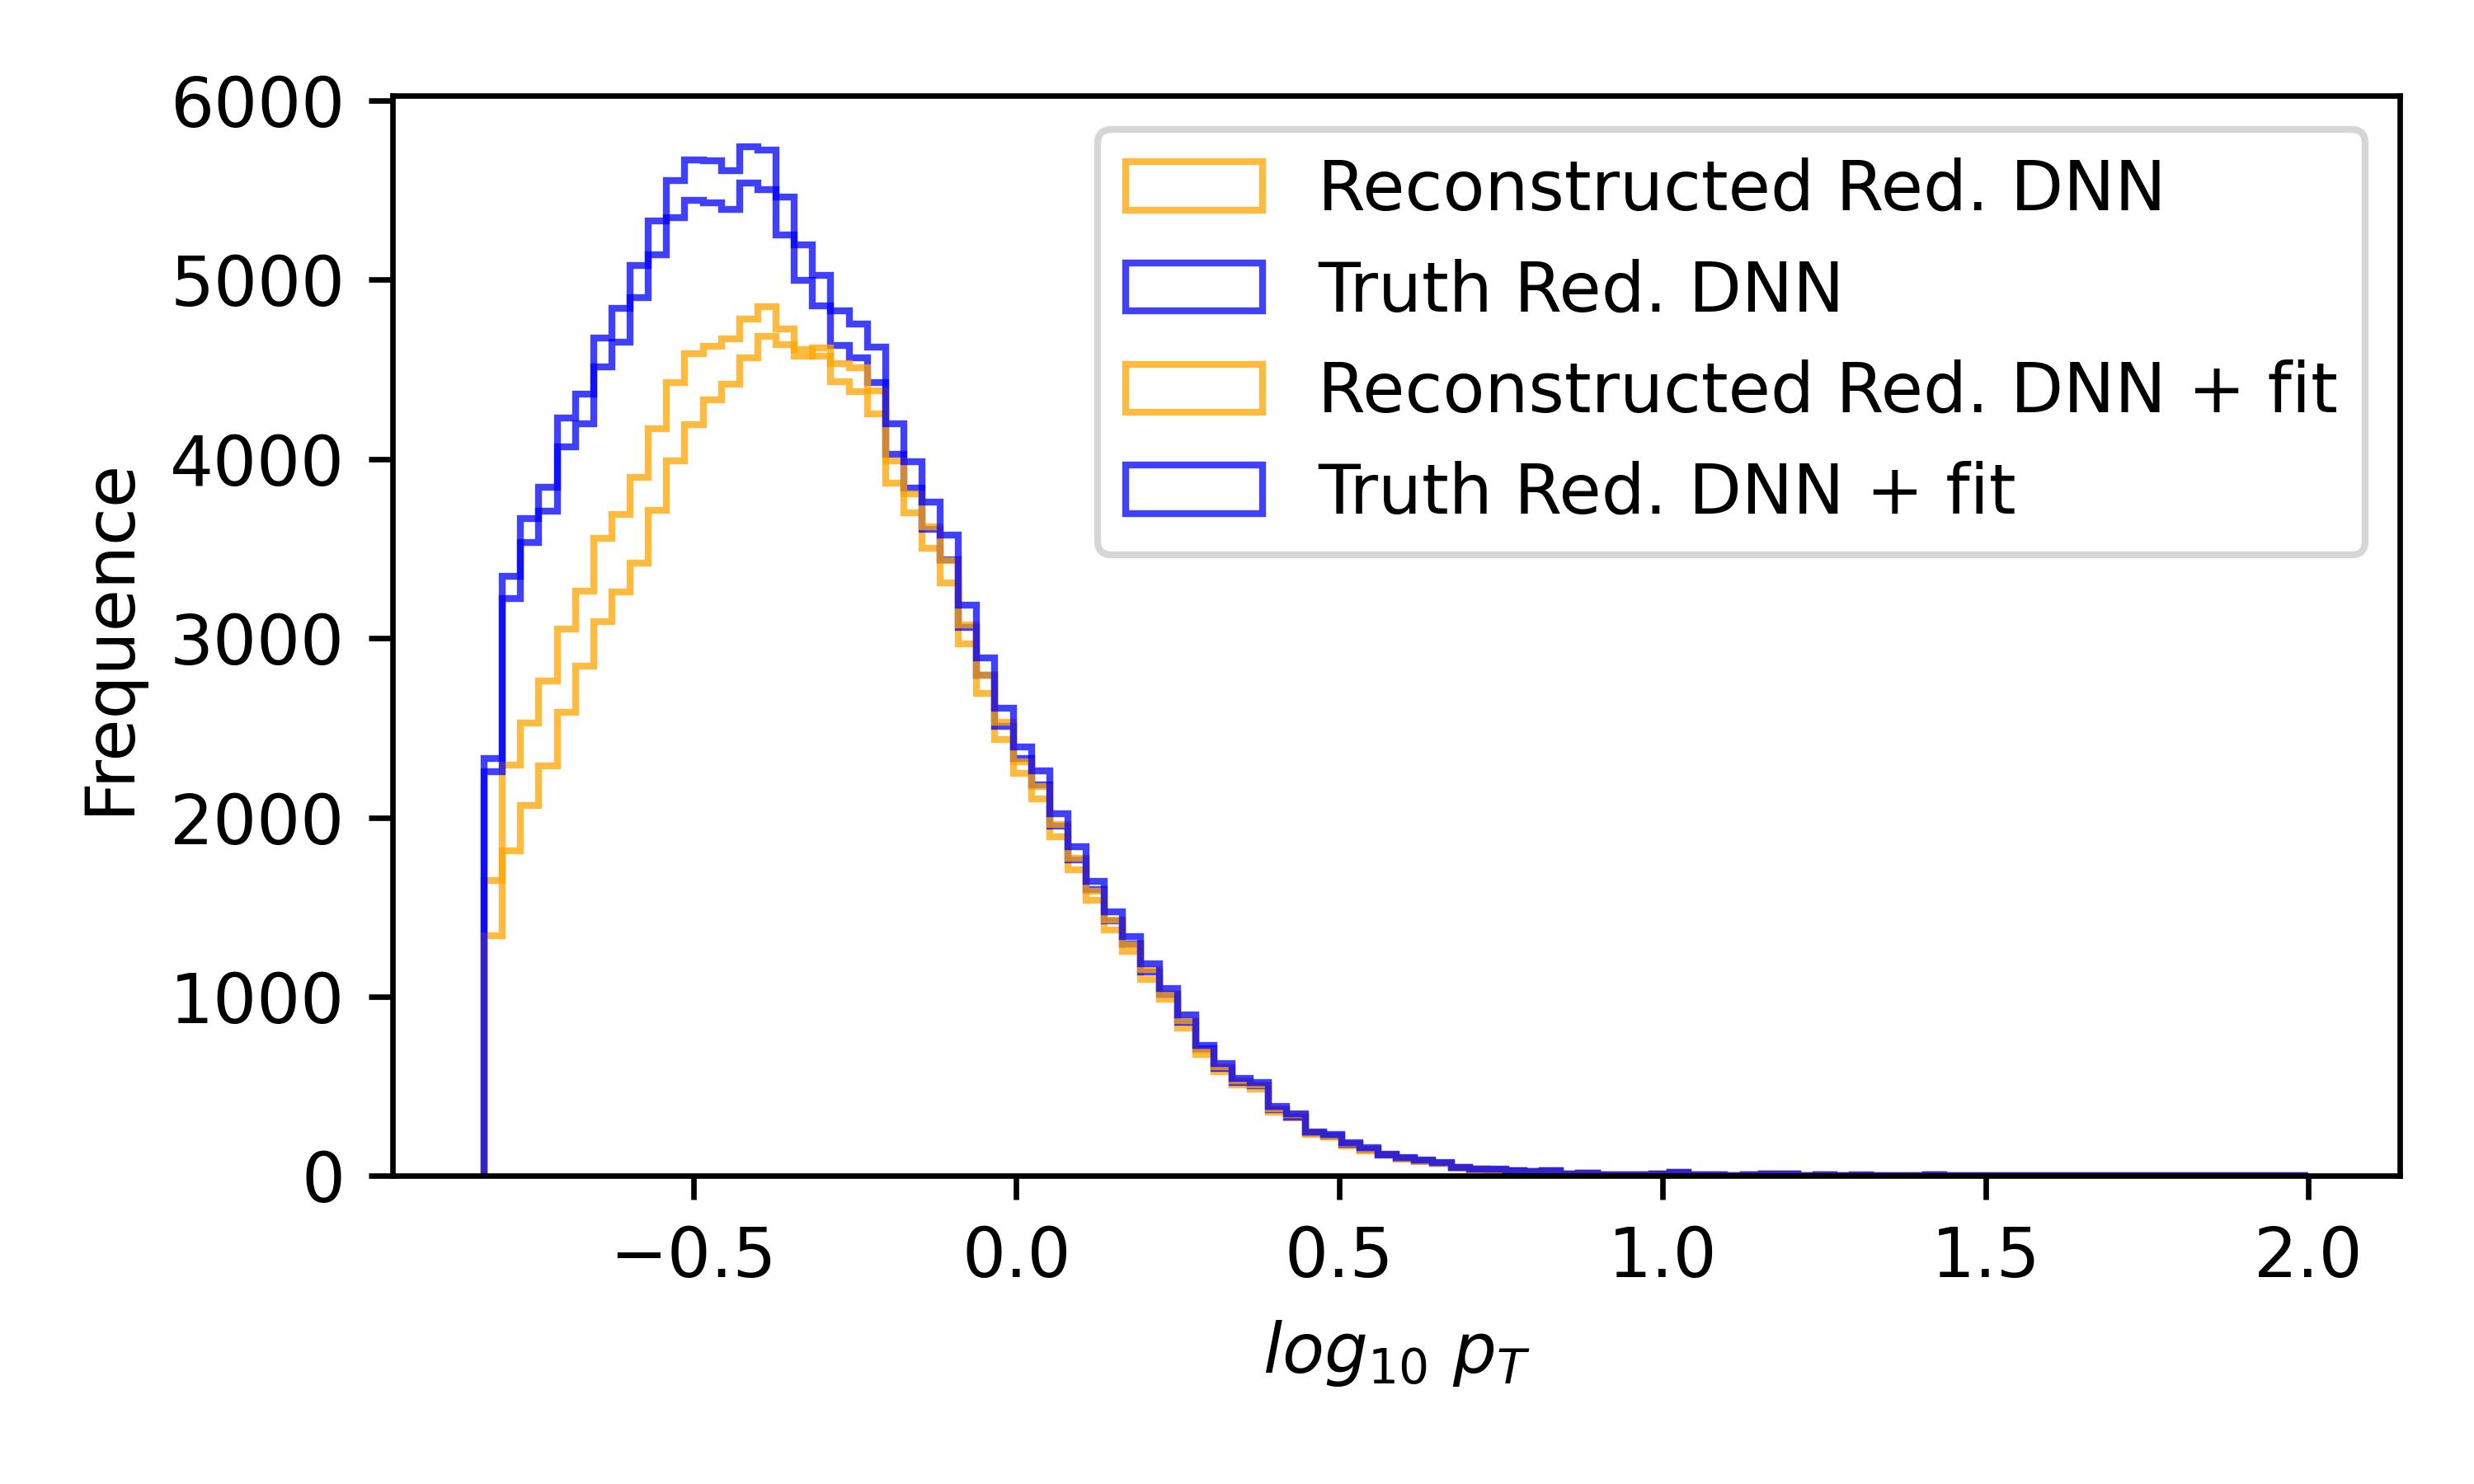 6000
5000
4000
3000
2000
1000
0
Frequence
Reconstructed Red. DNN
Truth Red. DNN
Reconstructed Red. DNN + fit
Truth Red. DNN + fit
−0.5 0.0 0.5 1.0 1.5 2.0
log₁₀ p_T